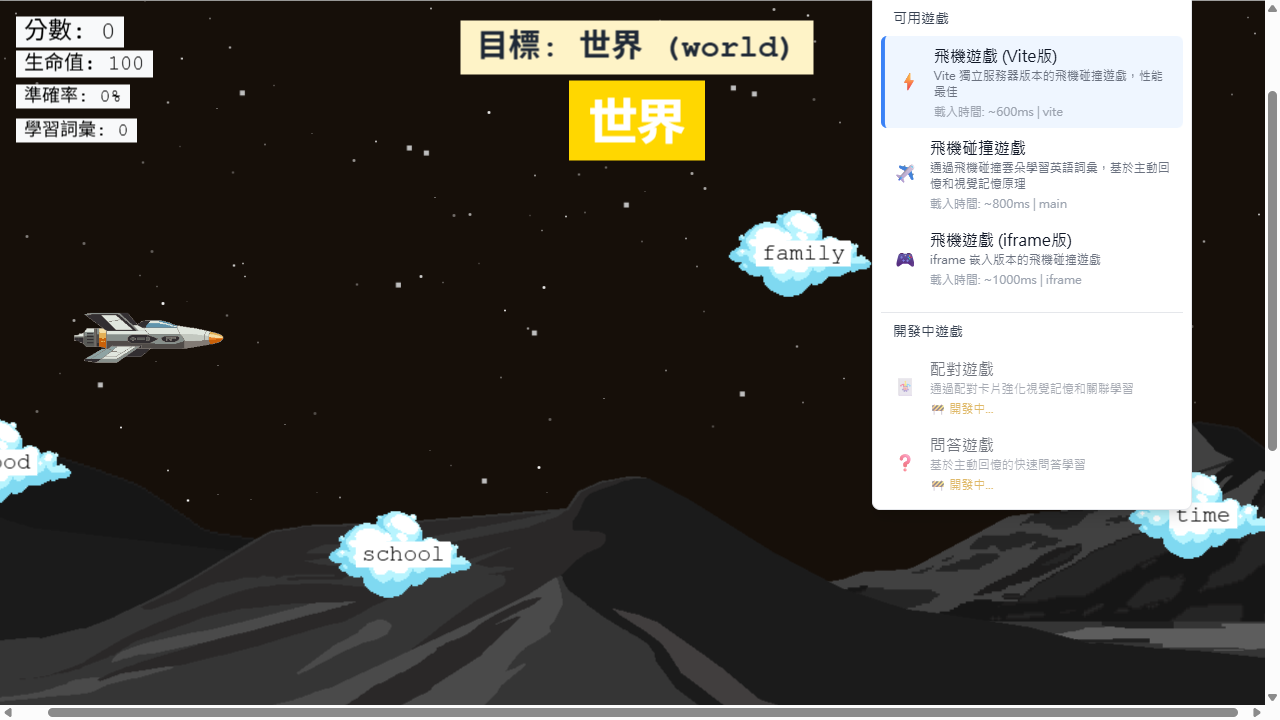 分數: 0
生命值: 100
準確率: 0%
學習詞彙: 0
目標: 世界 (world)
世界
family
ood
school
time
可用遊戲
飛機遊戲 (Vite版)
Vite 獨立服務器版本的飛機碰撞遊戲，性能
最佳
載入時間: ~600ms | vite
飛機碰撞遊戲
通過飛機碰撞雲朵學習英語詞彙，基於主動回
憶和視覺記憶原理
載入時間: ~800ms | main
飛機遊戲 (iframe版)
iframe 嵌入版本的飛機碰撞遊戲
載入時間: ~1000ms | iframe
開發中遊戲
配對遊戲
通過配對卡片強化視覺記憶和關聯學習
開發中...
問答遊戲
基於主動回憶的快速問答學習
開發中...